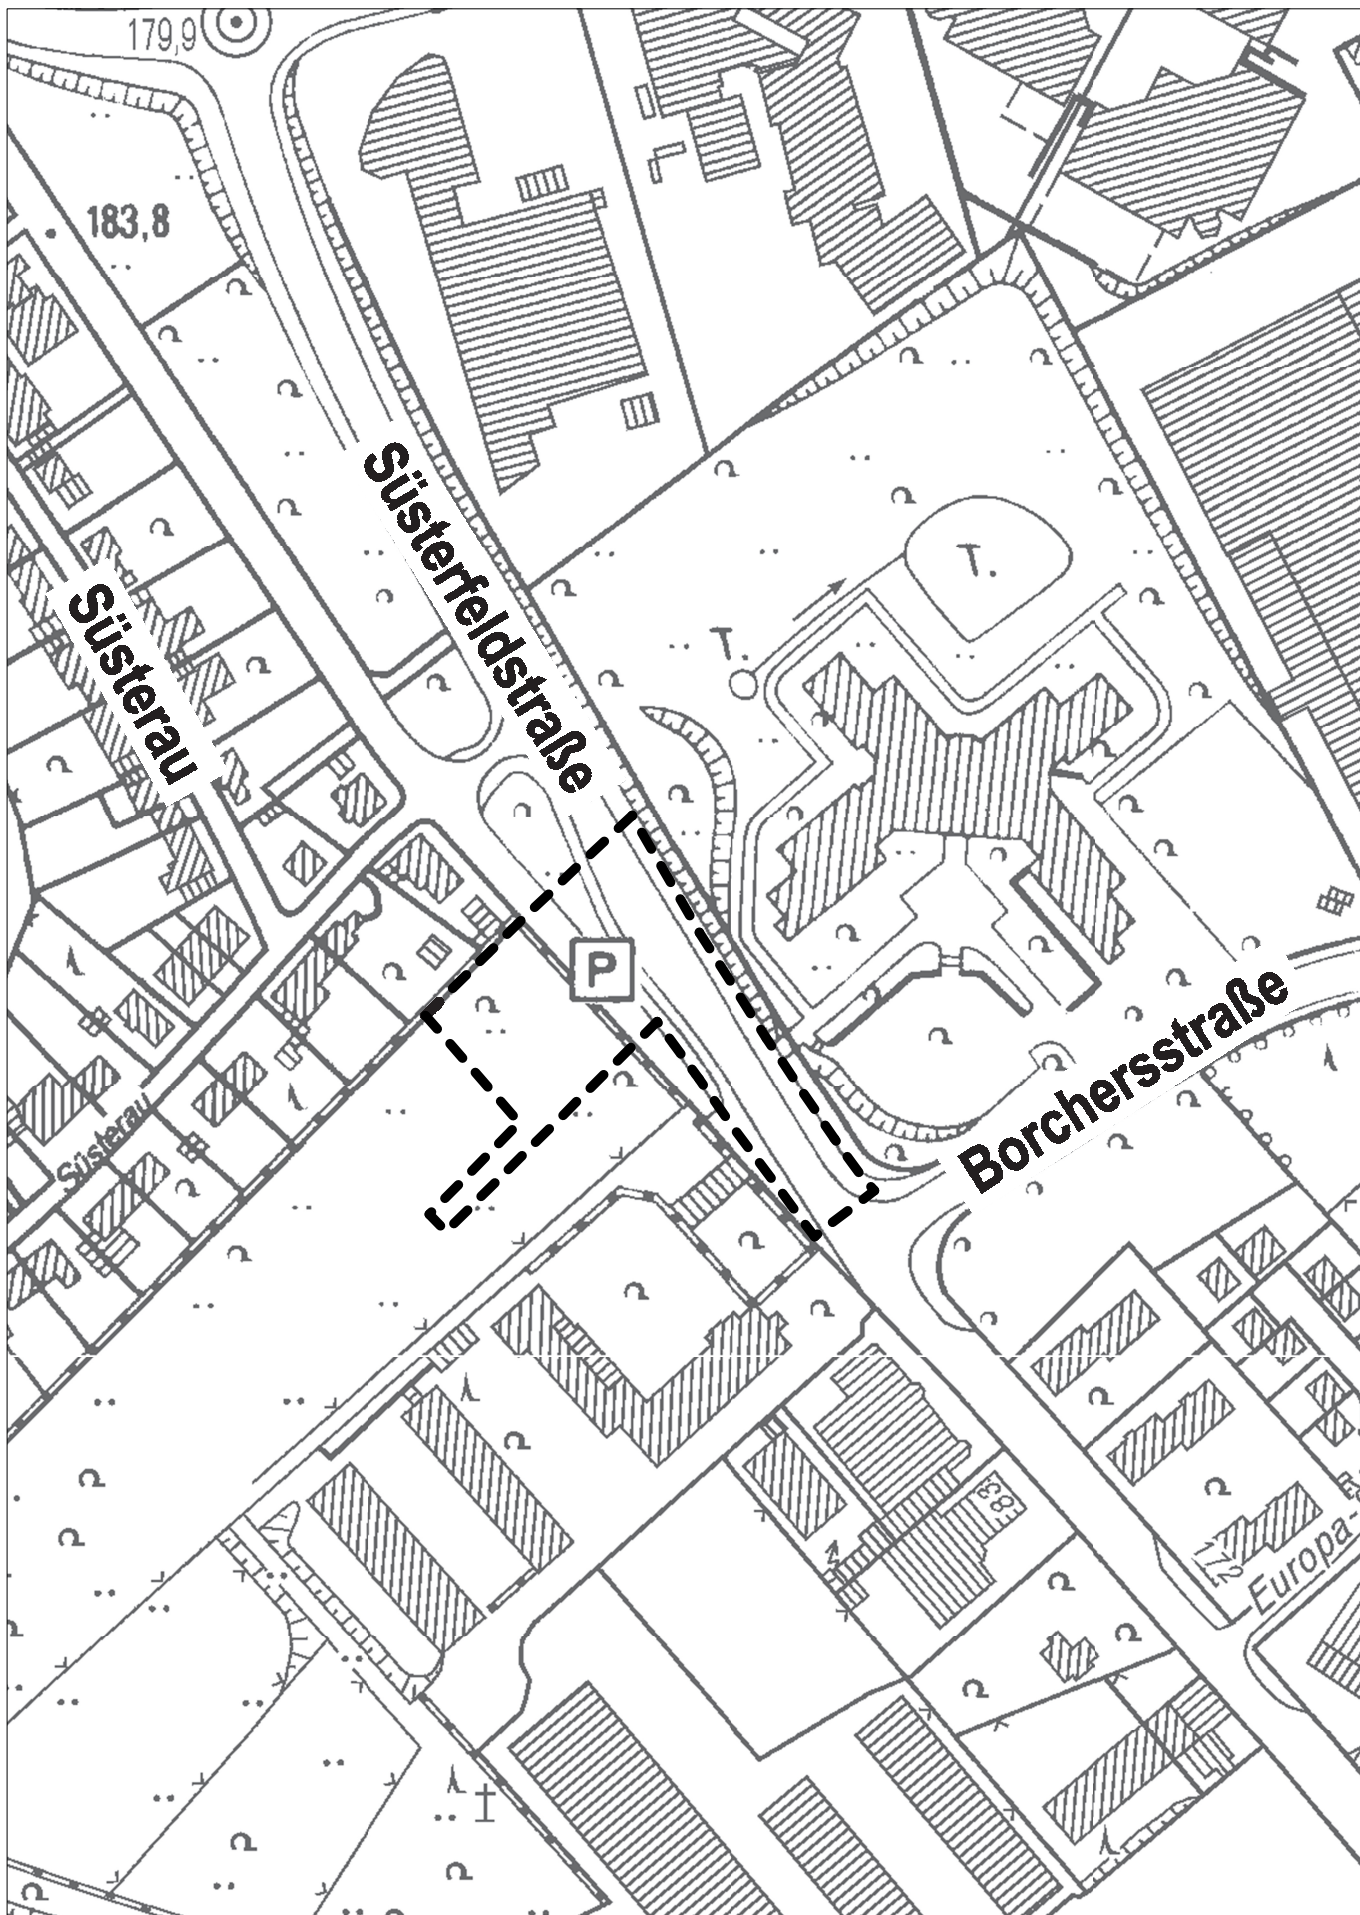 179,9
183,8
Süsterfeldstraße
Süsterau
T.
T.
P
Borchersstraße
Süsterau
83
172
Europa-